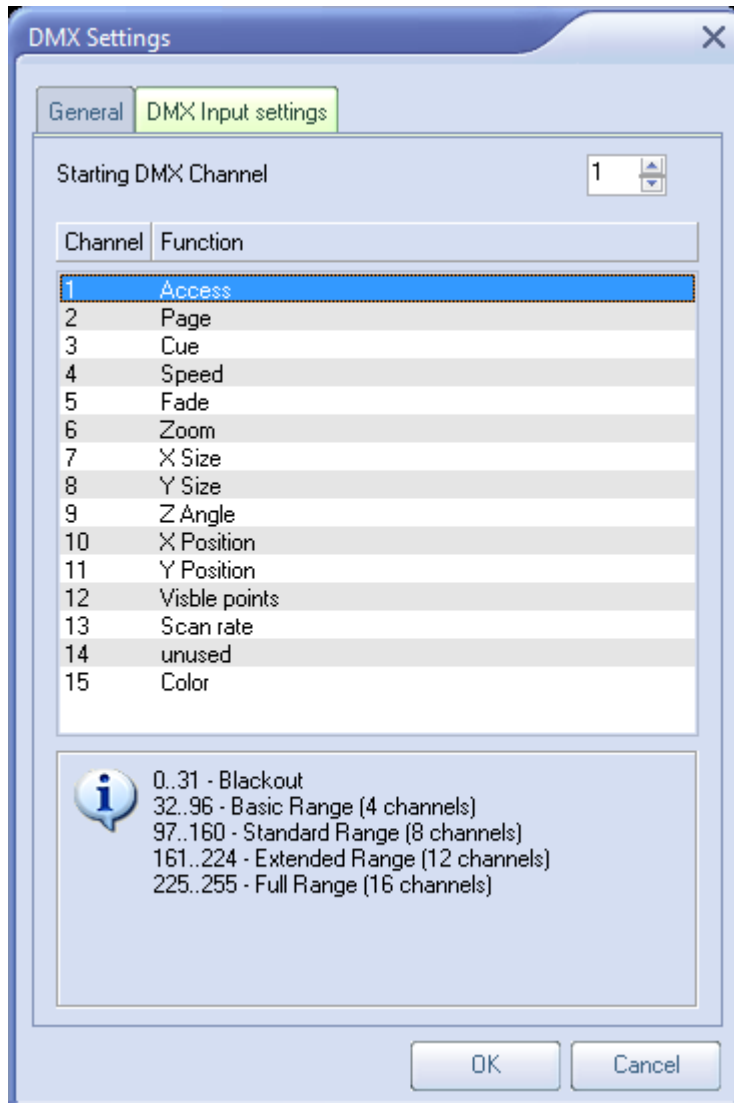 DMX Settings
General DMX Input settings
Starting DMX Channel 1
Channel Function
1 Access
2 Page
3 Cue
4 Speed
5 Fade
6 Zoom
7 X Size
8 Y Size
9 Z Angle
10 X Position
11 Y Position
12 Visble points
13 Scan rate
14 unused
15 Color
0..31 - Blackout
32..96 - Basic Range (4 channels)
97..160 - Standard Range (8 channels)
161..224 - Extended Range (12 channels)
225..255 - Full Range (16 channels)
OK Cancel